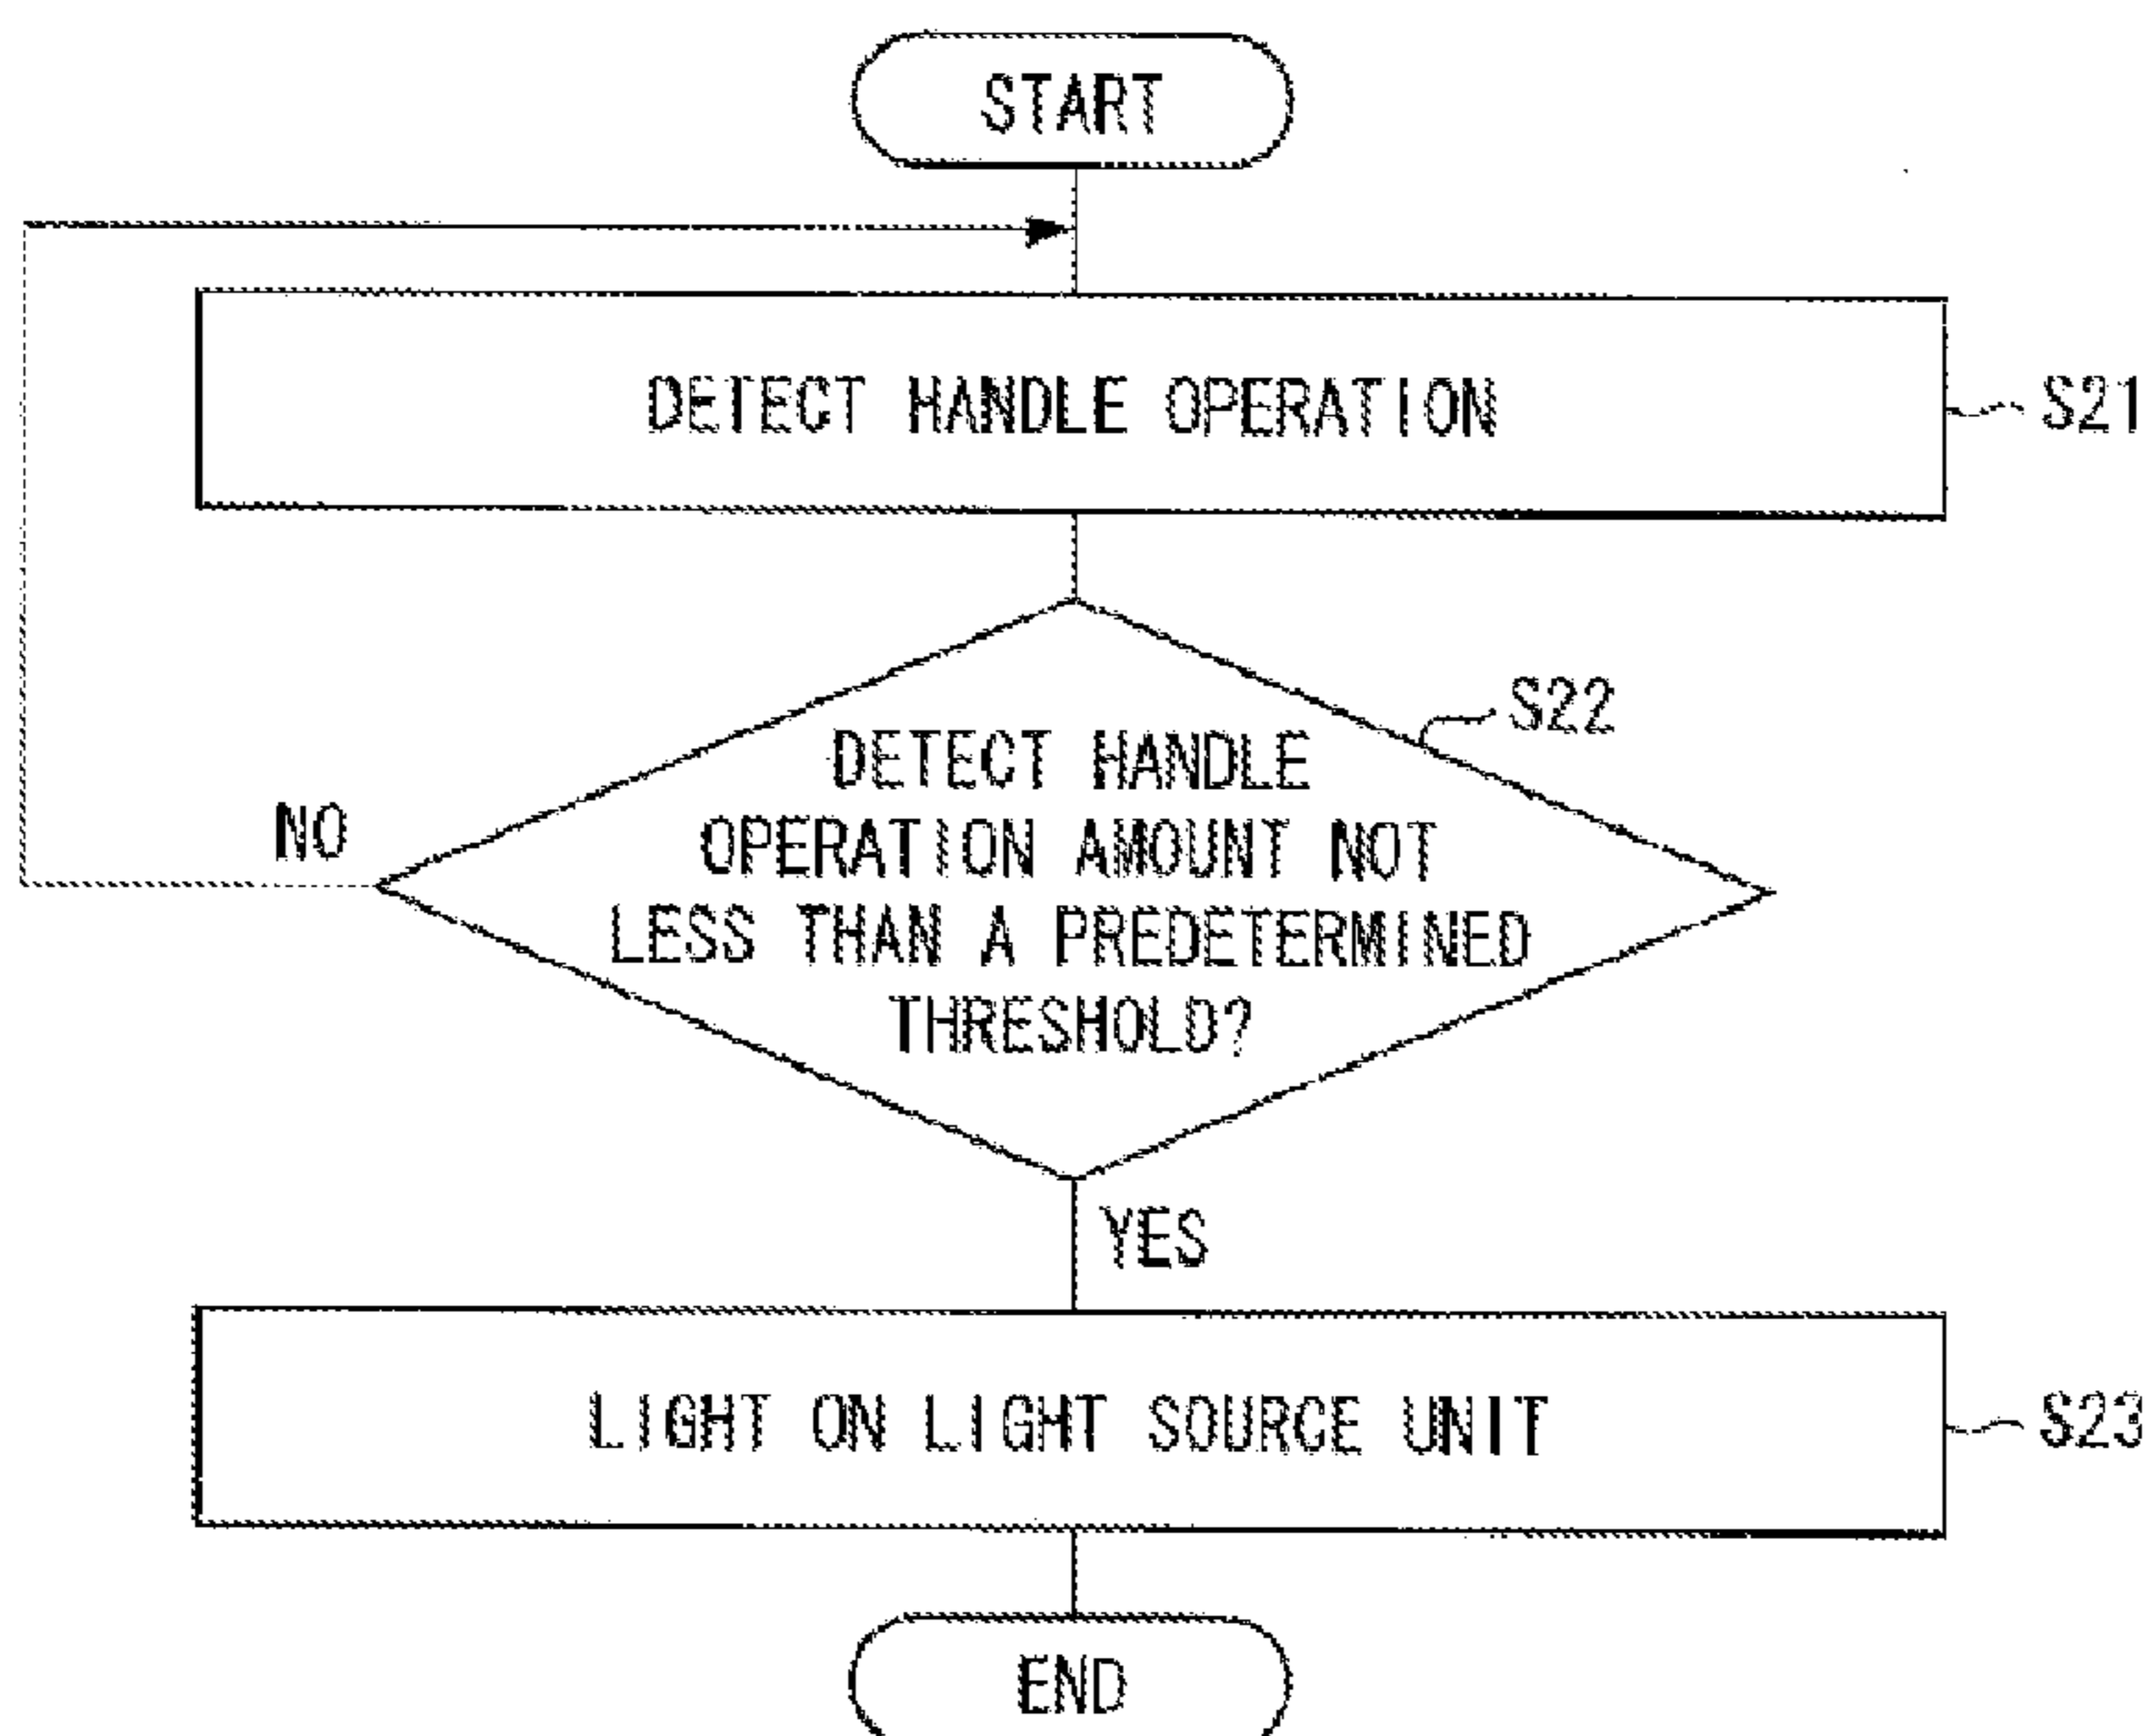 START
DETECT HANDLE OPERATION
S21
S22
DETECT HANDLE
OPERATION AMOUNT NOT
LESS THAN A PREDETERMINED
THRESHOLD?
NO
YES
LIGHT ON LIGHT SOURCE UNIT
S23
END